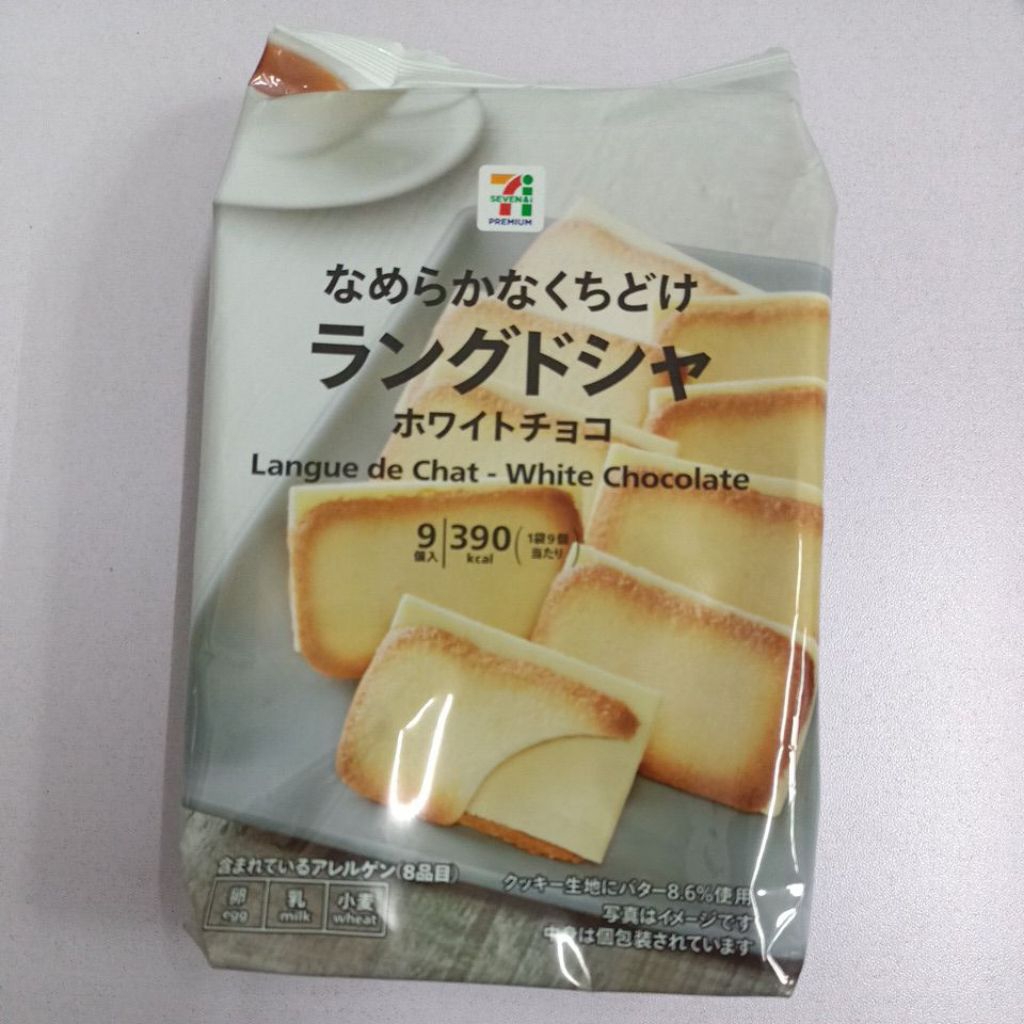 SEVEN&i
PREMIUM
なめらかなくちどけ
ラングドシャ
ホワイトチョコ
Langue de Chat - White Chocolate
9個入 390kcal (1袋9個当たり)
含まれているアレルゲン(8品目)
卵 乳 小麦
egg milk wheat
クッキー生地にバター8.6%使用
写真はイメージです
中身は個包装されています